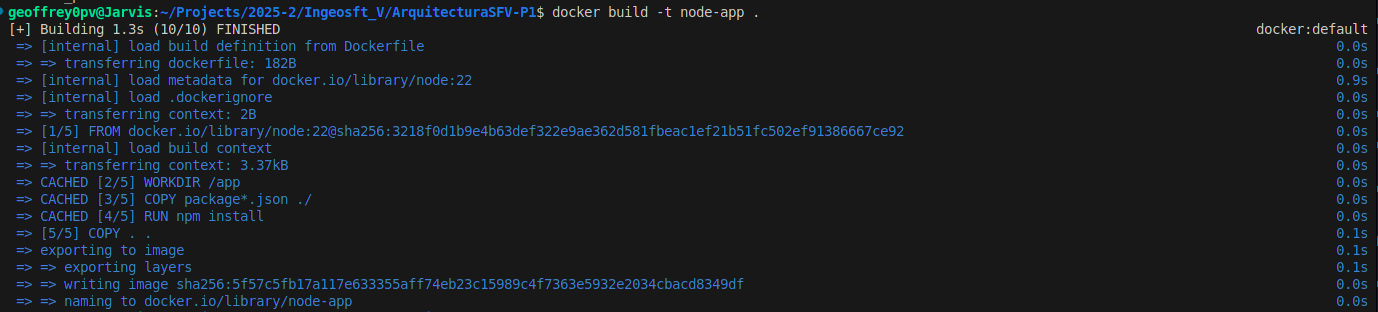 geoffrey0pv@Jarvis:~/Projects/2025-2/Ingeosft_V/ArquitecturaSFV-P1$ docker build -t node-app .
[+] Building 1.3s (10/10) FINISHED docker:default
=> [internal] load build definition from Dockerfile 0.0s
=> => transferring dockerfile: 182B 0.0s
=> [internal] load metadata for docker.io/library/node:22 0.9s
=> [internal] load .dockerignore 0.0s
=> => transferring context: 2B 0.0s
=> [1/5] FROM docker.io/library/node:22@sha256:3218f0d1b9e4b63def322e9ae362d581fbeac1ef21b51fc502ef91386667ce92 0.0s
=> [internal] load build context 0.0s
=> => transferring context: 3.37kB 0.0s
=> CACHED [2/5] WORKDIR /app 0.0s
=> CACHED [3/5] COPY package*.json ./ 0.0s
=> CACHED [4/5] RUN npm install 0.0s
=> [5/5] COPY . . 0.1s
=> exporting to image 0.1s
=> => exporting layers 0.1s
=> => writing image sha256:5f57c5fb17a117e633355aff74eb23c15989c4f7363e5932e2034cbacd8349df 0.0s
=> => naming to docker.io/library/node-app 0.0s